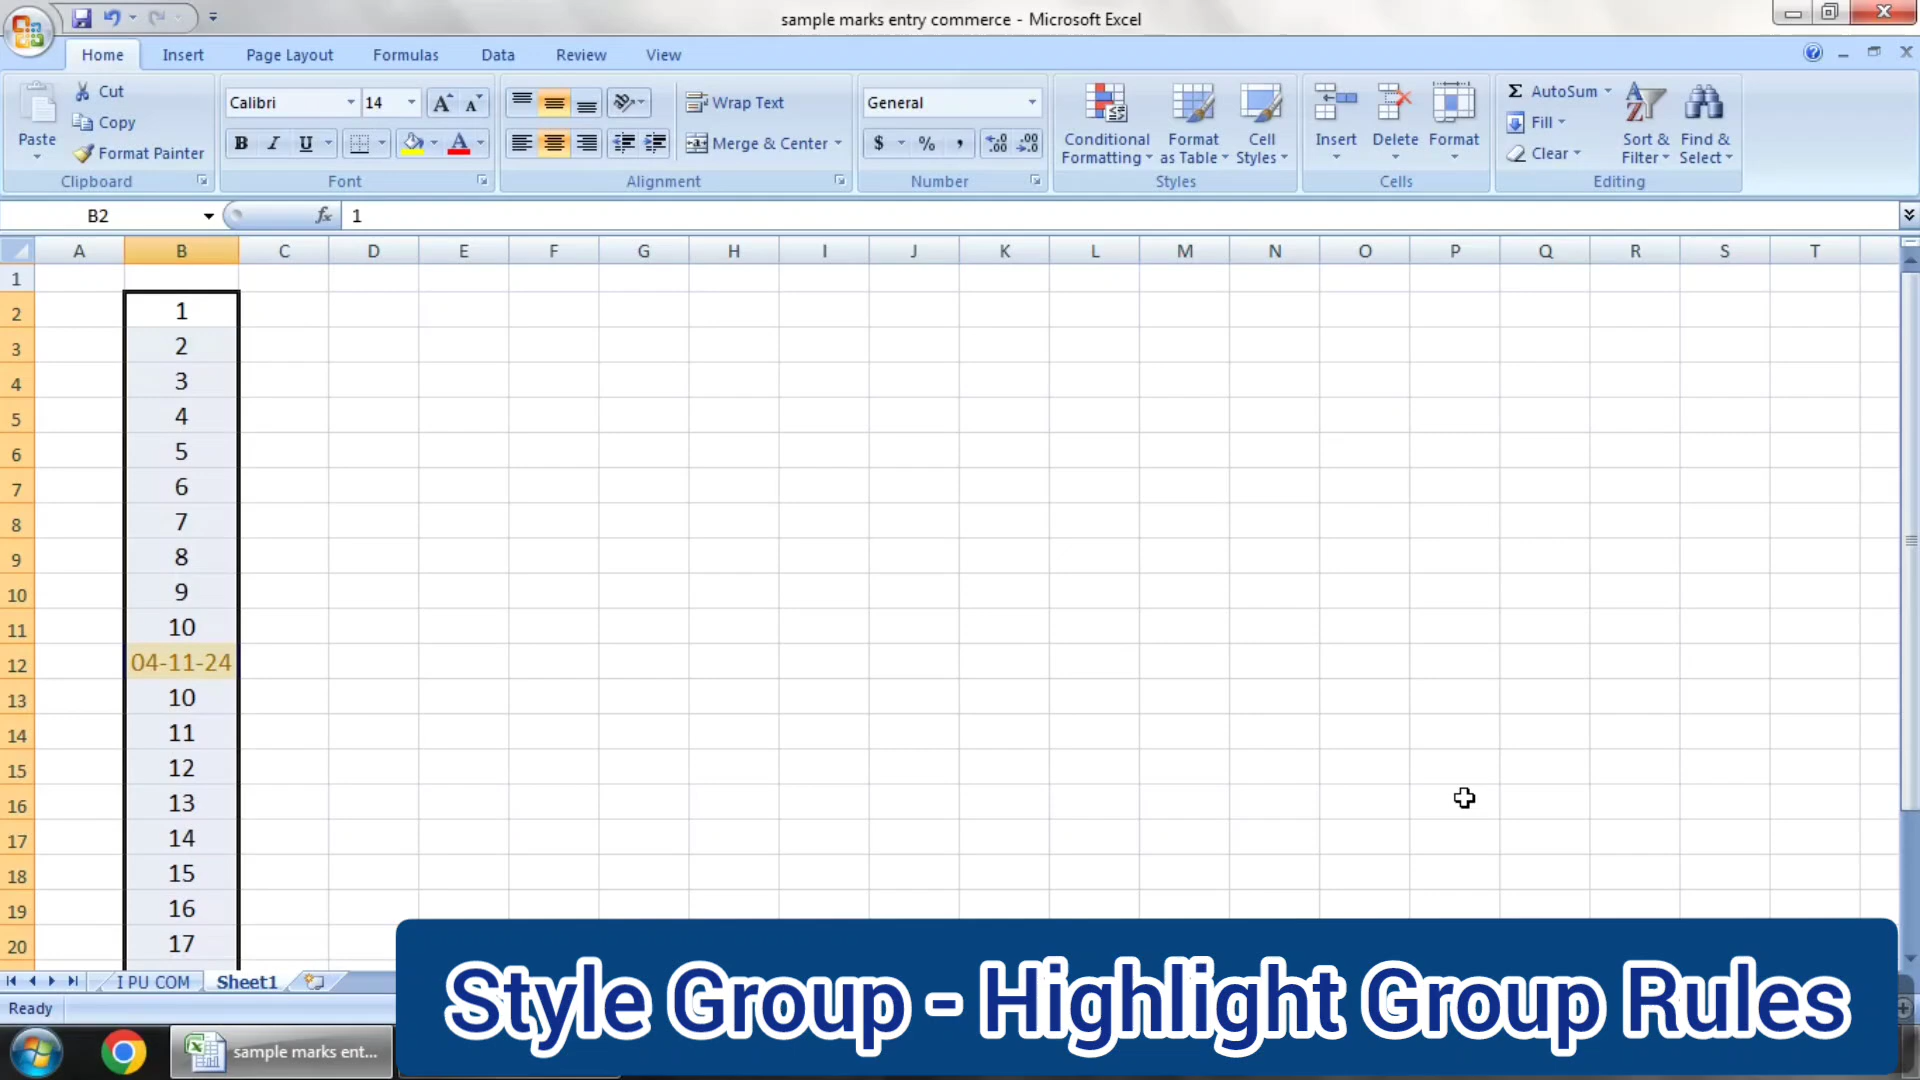 sample marks entry commerce - Microsoft Excel
Home Insert Page Layout Formulas Data Review View
Paste
Cut
Copy
Format Painter
Clipboard
Calibri 14
A A
B I U A
Font
Wrap Text
Merge & Center
Alignment
General
$ % , .0 .00 .00 .0
Number
Conditional Formatting
Format as Table
Cell Styles
Styles
Insert Delete Format
Cells
Σ AutoSum
Fill
Clear
Sort & Filter
Find & Select
Editing
B2 fx 1
A B C D E F G H I J K L M N O P Q R S T
1
2 1
3 2
4 3
5 4
6 5
7 6
8 7
9 8
10 9
11 10
12 04-11-24
13 10
14 11
15 12
16 13
17 14
18 15
19 16
20 17
I PU COM Sheet1
Ready
sample marks ent...
Style Group - Highlight Group Rules